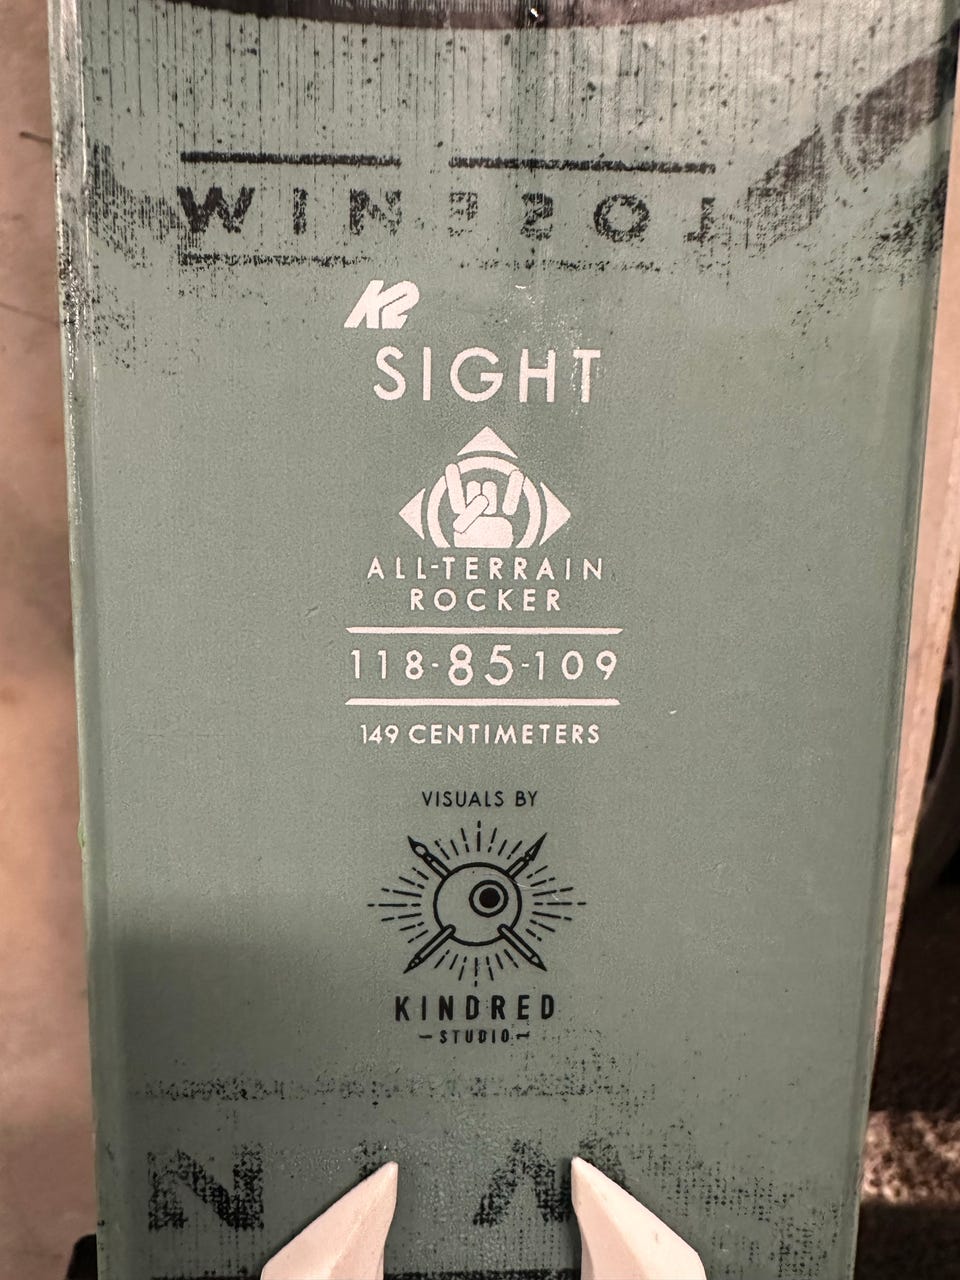 K2
SIGHT
ALL-TERRAIN
ROCKER
118-85-109
149 CENTIMETERS
VISUALS BY
KINDRED
-STUDIO-